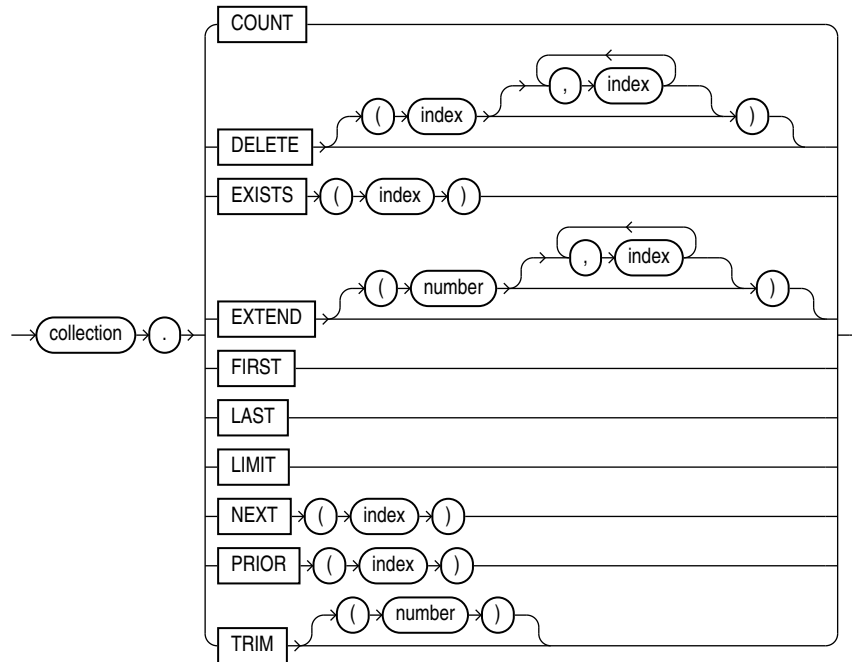 COUNT
, index
( index )
DELETE
EXISTS ( index )
, index
( number )
EXTEND
collection .
FIRST
LAST
LIMIT
NEXT ( index )
PRIOR ( index )
( number )
TRIM